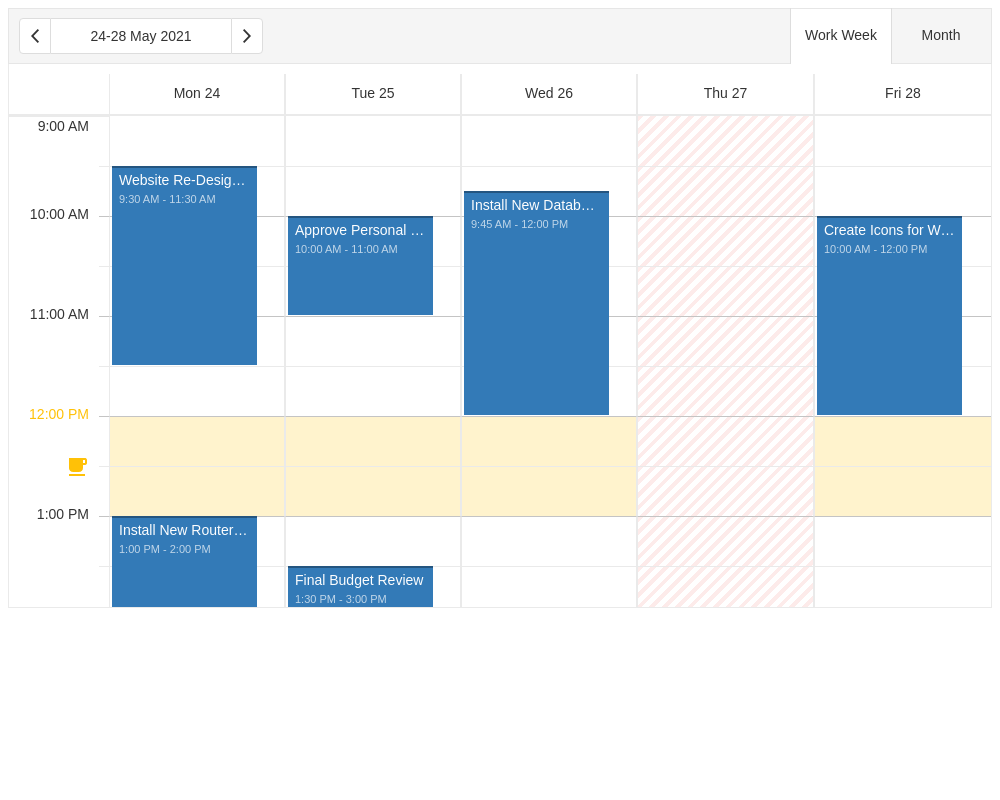 24-28 May 2021
Work Week
Month
Mon 24
Tue 25
Wed 26
Thu 27
Fri 28
9:00 AM
10:00 AM
11:00 AM
12:00 PM
1:00 PM
Website Re-Desig…
9:30 AM - 11:30 AM
Install New Router…
1:00 PM - 2:00 PM
Approve Personal …
10:00 AM - 11:00 AM
Final Budget Review
1:30 PM - 3:00 PM
Install New Datab…
9:45 AM - 12:00 PM
Create Icons for W…
10:00 AM - 12:00 PM